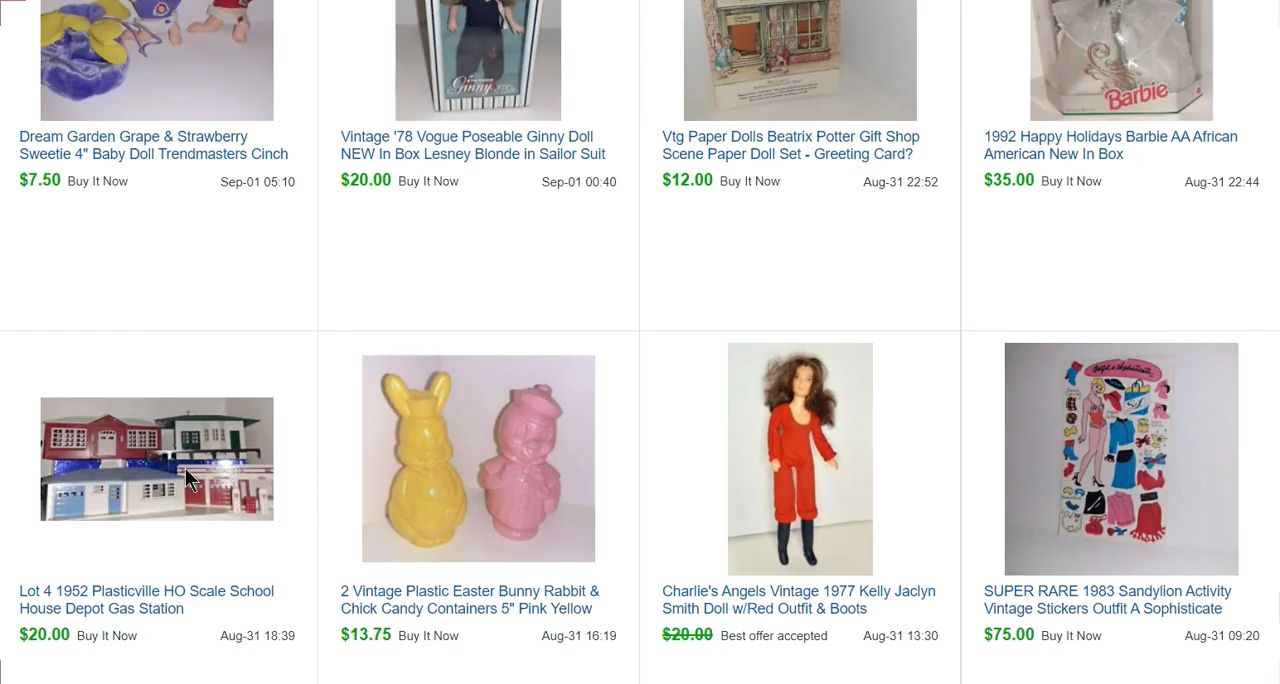 Ginny
Barbie
Dream Garden Grape & Strawberry
Sweetie 4" Baby Doll Trendmasters Cinch
$7.50 Buy It Now Sep-01 05:10
Vintage '78 Vogue Poseable Ginny Doll
NEW In Box Lesney Blonde in Sailor Suit
$20.00 Buy It Now Sep-01 00:40
Vtg Paper Dolls Beatrix Potter Gift Shop
Scene Paper Doll Set - Greeting Card?
$12.00 Buy It Now Aug-31 22:52
1992 Happy Holidays Barbie AA African
American New In Box
$35.00 Buy It Now Aug-31 22:44
Lot 4 1952 Plasticville HO Scale School
House Depot Gas Station
$20.00 Buy It Now Aug-31 18:39
2 Vintage Plastic Easter Bunny Rabbit &
Chick Candy Containers 5" Pink Yellow
$13.75 Buy It Now Aug-31 16:19
Charlie's Angels Vintage 1977 Kelly Jaclyn
Smith Doll w/Red Outfit & Boots
$20.00 Best offer accepted Aug-31 13:30
SUPER RARE 1983 Sandylion Activity
Vintage Stickers Outfit A Sophisticate
$75.00 Buy It Now Aug-31 09:20